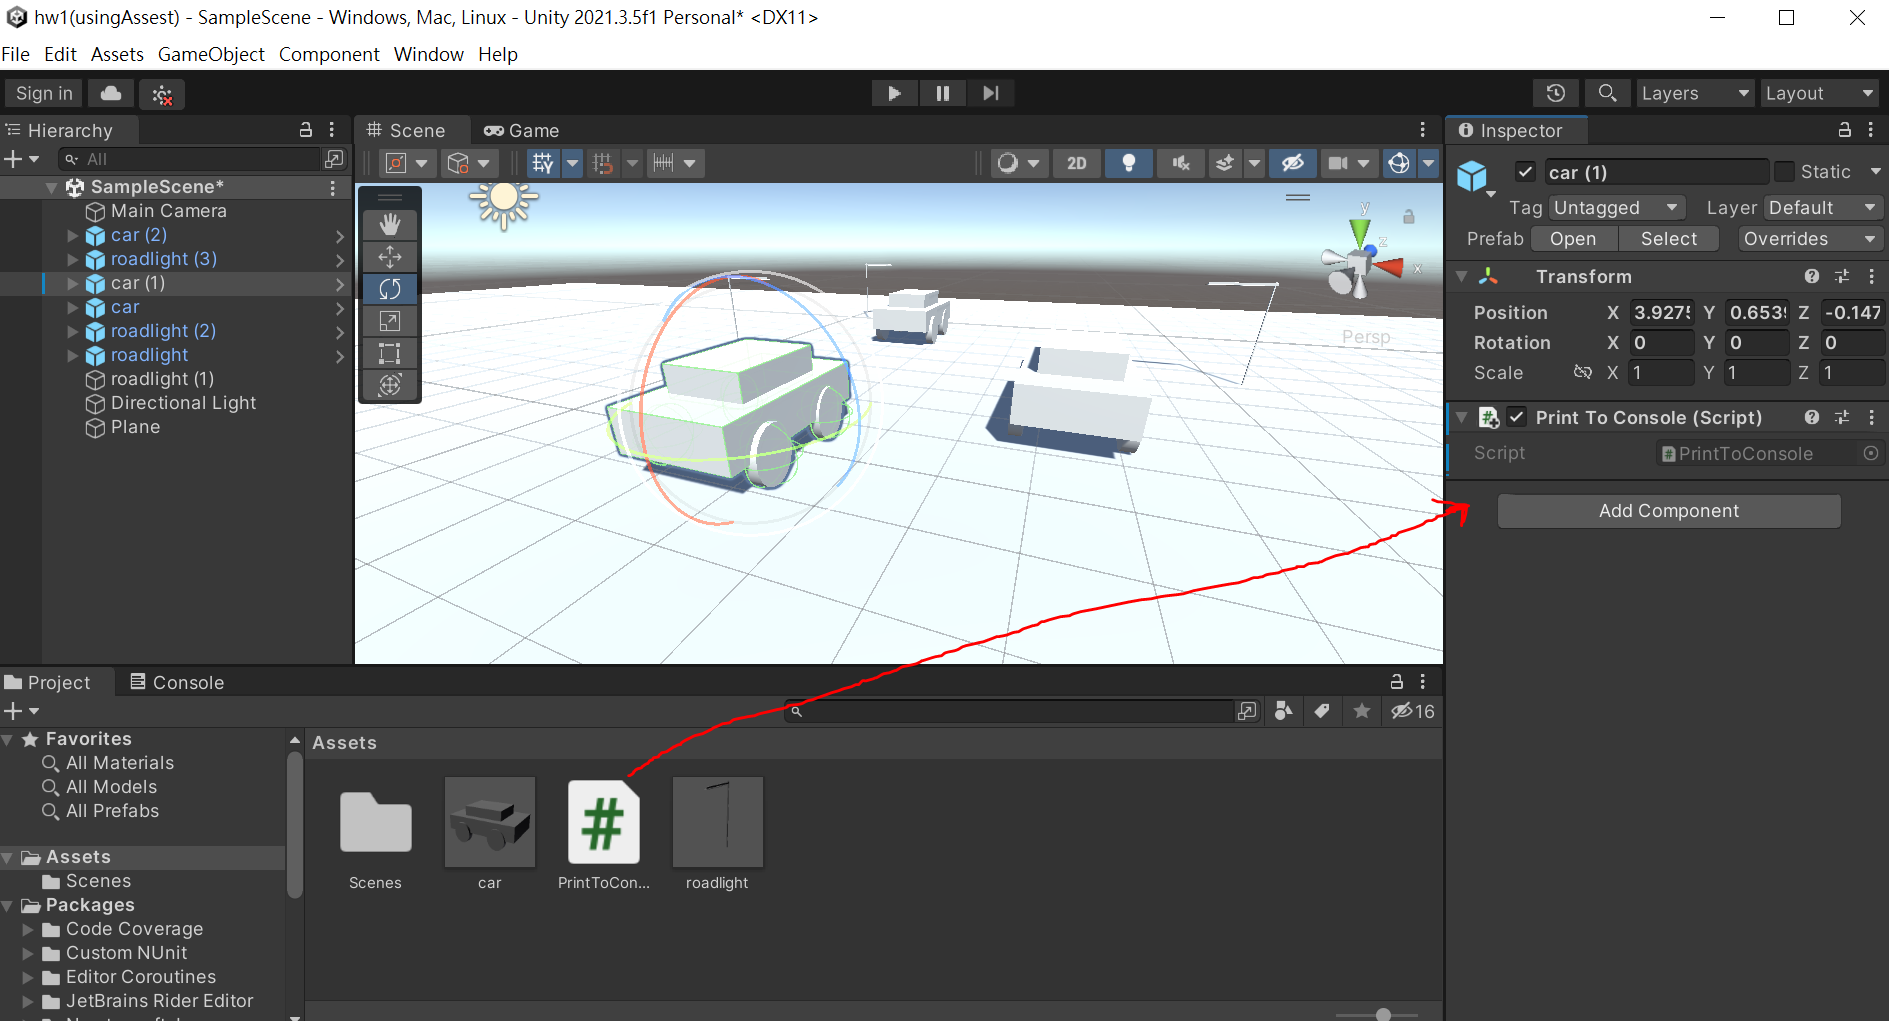 hw1(usingAssest) - SampleScene - Windows, Mac, Linux - Unity 2021.3.5f1 Personal* <DX11>
File Edit Assets GameObject Component Window Help
Sign in
Layers
Layout
Hierarchy
All
SampleScene*
Main Camera
car (2)
roadlight (3)
car (1)
car
roadlight (2)
roadlight
roadlight (1)
Directional Light
Plane
Scene
Game
2D
y
z
x
Persp
Inspector
car (1)
Static
Tag Untagged Layer Default
Prefab Open Select Overrides
Transform
Position X 3.9275 Y 0.6539 Z -0.147
Rotation X 0 Y 0 Z 0
Scale X 1 Y 1 Z 1
Print To Console (Script)
Script PrintToConsole
Add Component
Project
Console
16
Favorites
All Materials
All Models
All Prefabs
Assets
Scenes
Packages
Code Coverage
Custom NUnit
Editor Coroutines
JetBrains Rider Editor
Assets
Scenes
car
PrintToCon...
roadlight